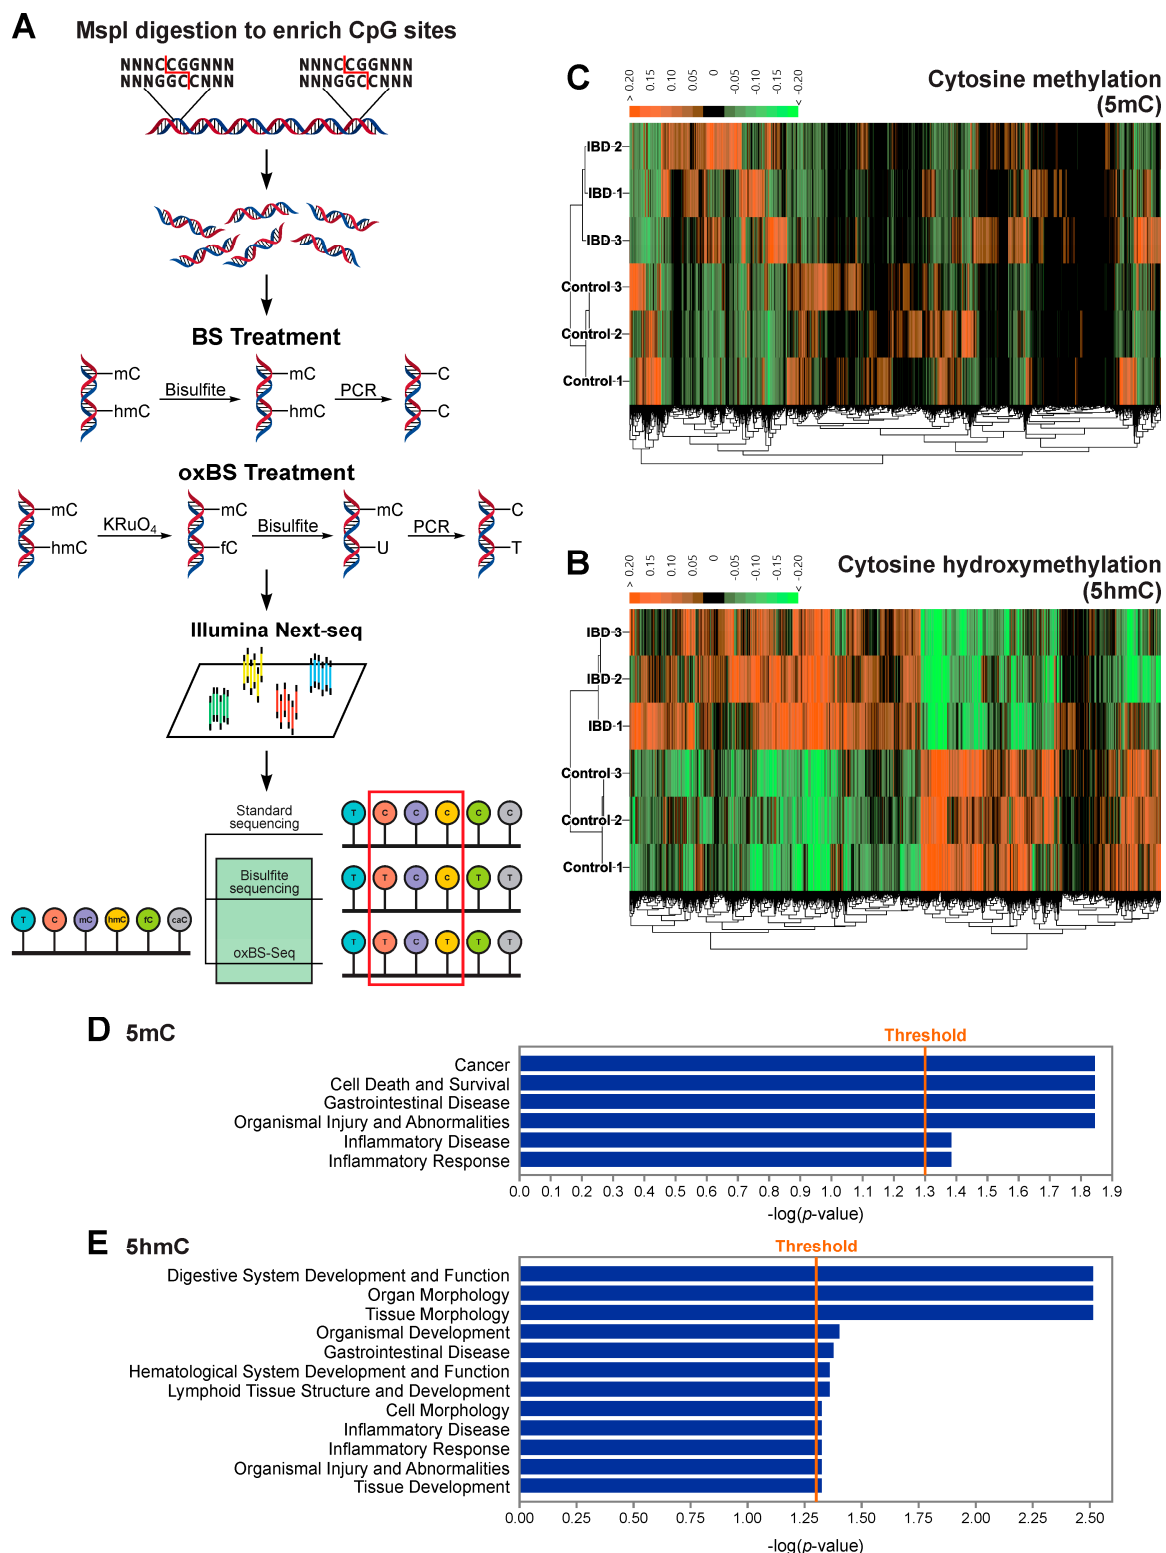 A
MspI digestion to enrich CpG sites
NNNCCGGNNN
NNNGGCCNNN
NNNCCGGNNN
NNNGGCCNNN
BS Treatment
mC
hmC
Bisulfite
mC
hmC
PCR
C
C
oxBS Treatment
mC
hmC
KRuO4
mC
fC
Bisulfite
mC
U
PCR
C
T
Illumina Next-seq
Standard
sequencing
Bisulfite
sequencing
oxBS-Seq
T C mC hmC fC caC
T C C C C C
T T C C T T
T T C T T T
C
Cytosine methylation
(5mC)
> 0.20 0.15 0.10 0.05 0 -0.05 -0.10 -0.15 < -0.20
IBD-2
IBD-1
IBD-3
Control-3
Control-2
Control-1
B
Cytosine hydroxymethylation
(5hmC)
> 0.20 0.15 0.10 0.05 0 -0.05 -0.10 -0.15 < -0.20
IBD-3
IBD-2
IBD-1
Control-3
Control-2
Control-1
D 5mC
Threshold
Cancer
Cell Death and Survival
Gastrointestinal Disease
Organismal Injury and Abnormalities
Inflammatory Disease
Inflammatory Response
0.0 0.1 0.2 0.3 0.4 0.5 0.6 0.7 0.8 0.9 1.0 1.1 1.2 1.3 1.4 1.5 1.6 1.7 1.8 1.9
-log(p-value)
E 5hmC
Threshold
Digestive System Development and Function
Organ Morphology
Tissue Morphology
Organismal Development
Gastrointestinal Disease
Hematological System Development and Function
Lymphoid Tissue Structure and Development
Cell Morphology
Inflammatory Disease
Inflammatory Response
Organismal Injury and Abnormalities
Tissue Development
0.00 0.25 0.50 0.75 1.00 1.25 1.50 1.75 2.00 2.25 2.50
-log(p-value)